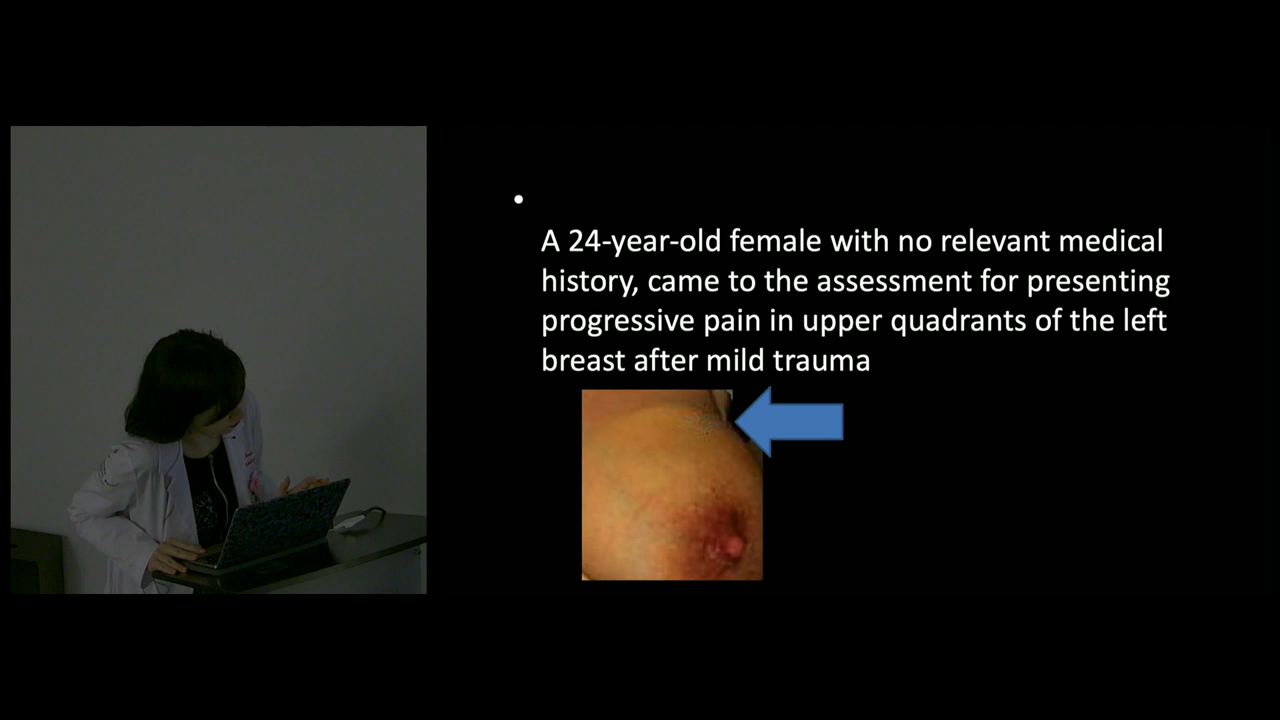 A 24-year-old female with no relevant medical
history, came to the assessment for presenting
progressive pain in upper quadrants of the left
breast after mild trauma